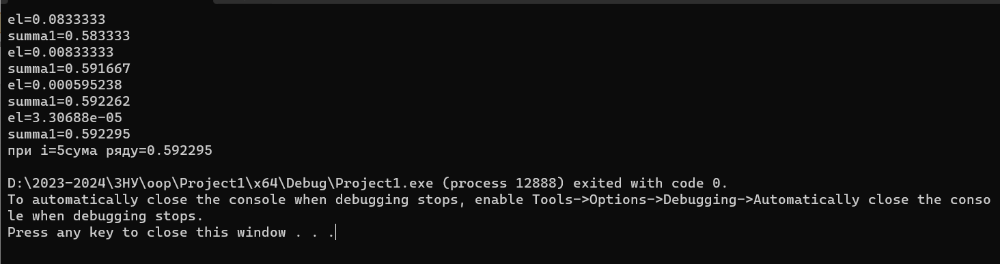 el=0.0833333
summa1=0.583333
el=0.00833333
summa1=0.591667
el=0.000595238
summa1=0.592262
el=3.30688e-05
summa1=0.592295
при i=5сума ряду=0.592295
D:\2023-2024\ЗНУ\oop\Project1\x64\Debug\Project1.exe (process 12888) exited with code 0.
To automatically close the console when debugging stops, enable Tools->Options->Debugging->Automatically close the conso
le when debugging stops.
Press any key to close this window . . .